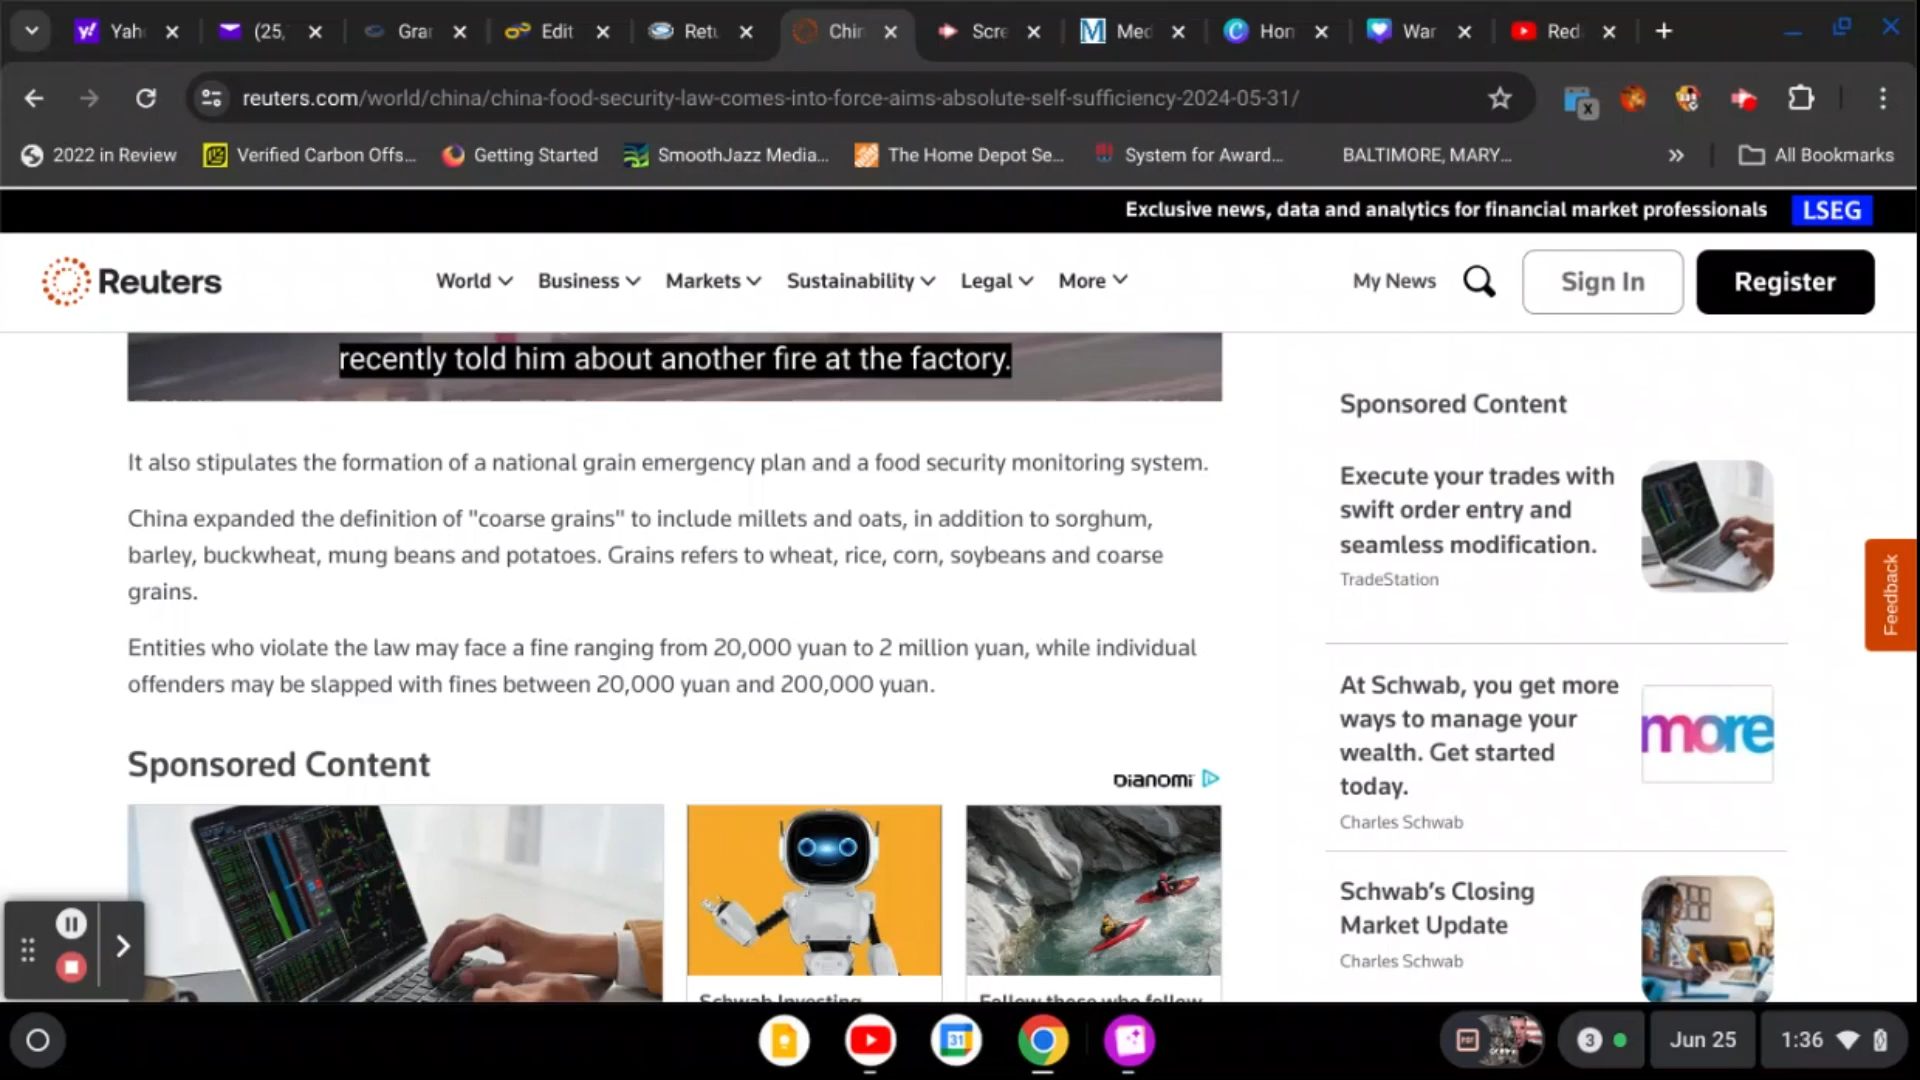 Yah
(25,
Gra
Edit
Retu
Chin
Scre
Med
Hon
War
Red
reuters.com/world/china/china-food-security-law-comes-into-force-aims-absolute-self-sufficiency-2024-05-31/
2022 in Review
Verified Carbon Offs...
Getting Started
SmoothJazz Media...
The Home Depot Se...
System for Award...
BALTIMORE, MARY...
All Bookmarks
Exclusive news, data and analytics for financial market professionals LSEG
Reuters
World
Business
Markets
Sustainability
Legal
More
My News
Sign In
Register
recently told him about another fire at the factory.
It also stipulates the formation of a national grain emergency plan and a food security monitoring system.
China expanded the definition of "coarse grains" to include millets and oats, in addition to sorghum,
barley, buckwheat, mung beans and potatoes. Grains refers to wheat, rice, corn, soybeans and coarse
grains.
Entities who violate the law may face a fine ranging from 20,000 yuan to 2 million yuan, while individual
offenders may be slapped with fines between 20,000 yuan and 200,000 yuan.
Sponsored Content
DIANOMI
Schwab Investing
Follow those who follow
Sponsored Content
Execute your trades with
swift order entry and
seamless modification.
TradeStation
At Schwab, you get more
ways to manage your
wealth. Get started
today.
Charles Schwab
more
Schwab's Closing
Market Update
Charles Schwab
Feedback
31
3
Jun 25
1:36